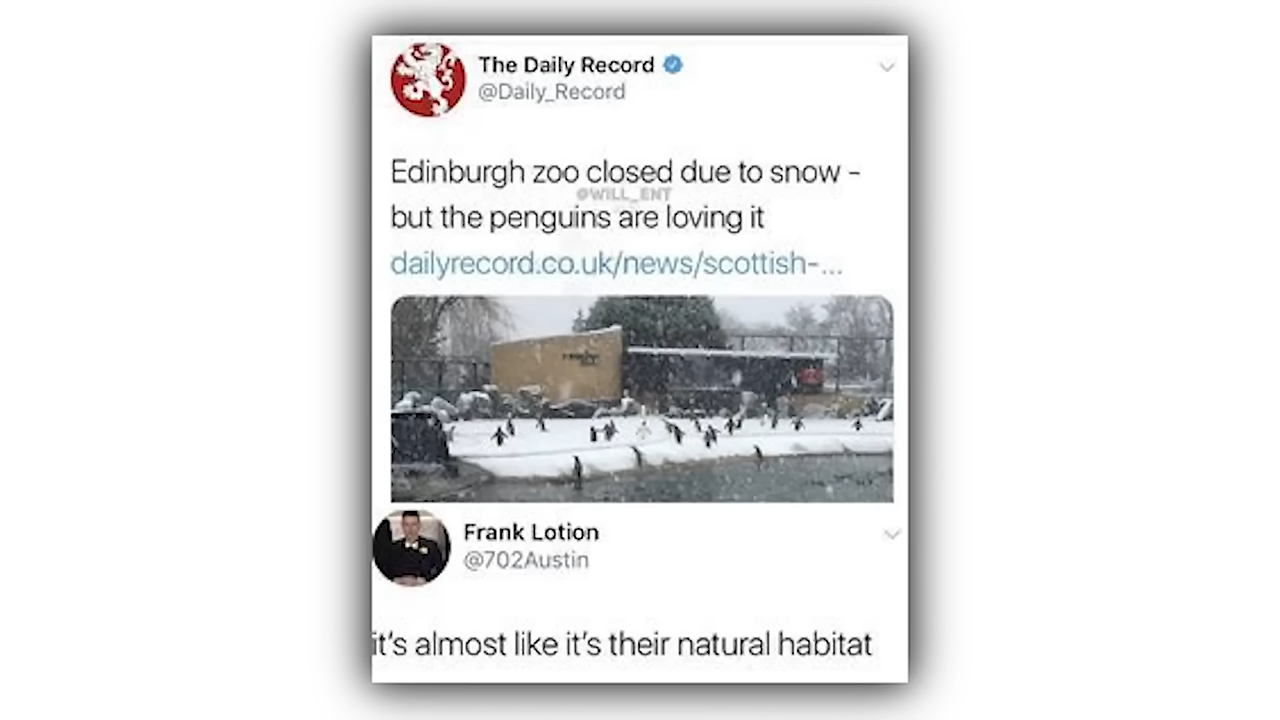 The Daily Record
@Daily_Record
Edinburgh zoo closed due to snow -
@WILL_ENT
but the penguins are loving it
dailyrecord.co.uk/news/scottish-...
Frank Lotion
@702Austin
it's almost like it's their natural habitat